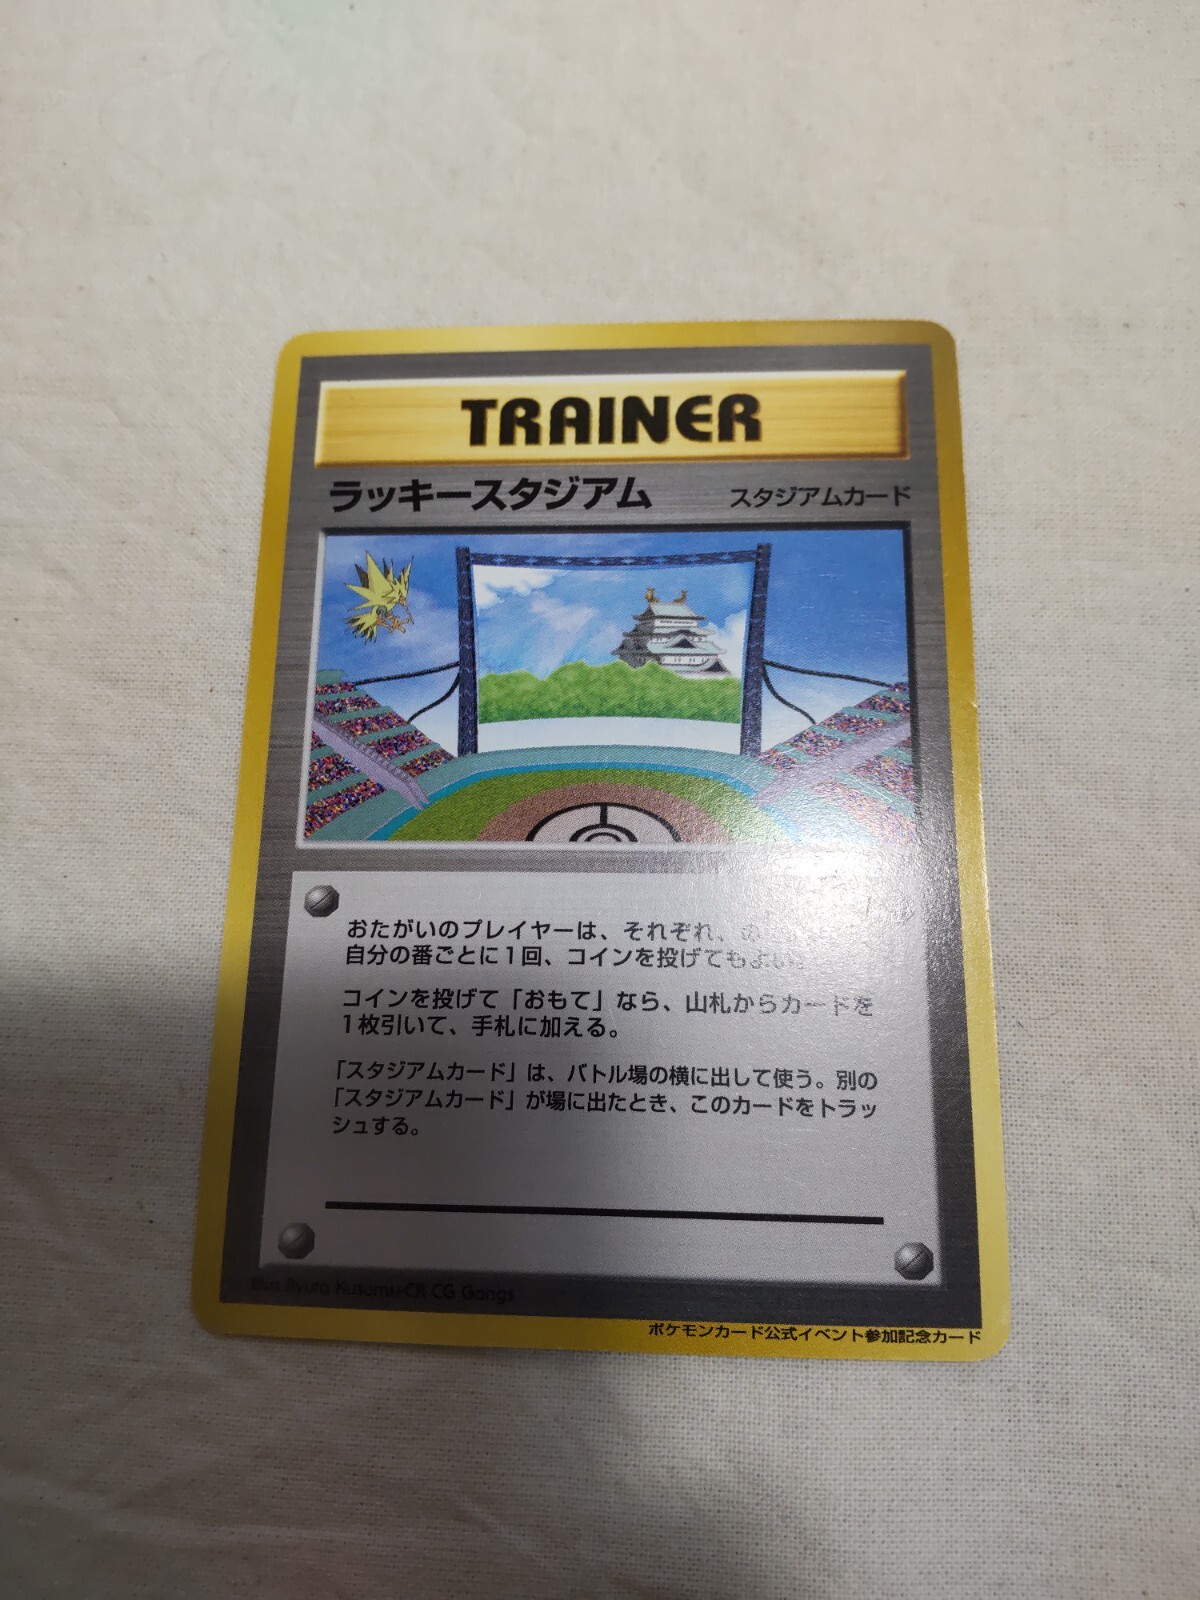 TRAINER
ラッキースタジアム
スタジアムカード
おたがいのプレイヤーは、それぞれ、
自分の番ごとに1回、コインを投げてもよい。
コインを投げて「おもて」なら、山札からカードを
1枚引いて、手札に加える。
「スタジアムカード」は、バトル場の横に出して使う。別の
「スタジアムカード」が場に出たとき、このカードをトラッ
シュする。
Illus. Ryuta Kusumi+CR CG Gangs
ポケモンカード公式イベント参加記念カード